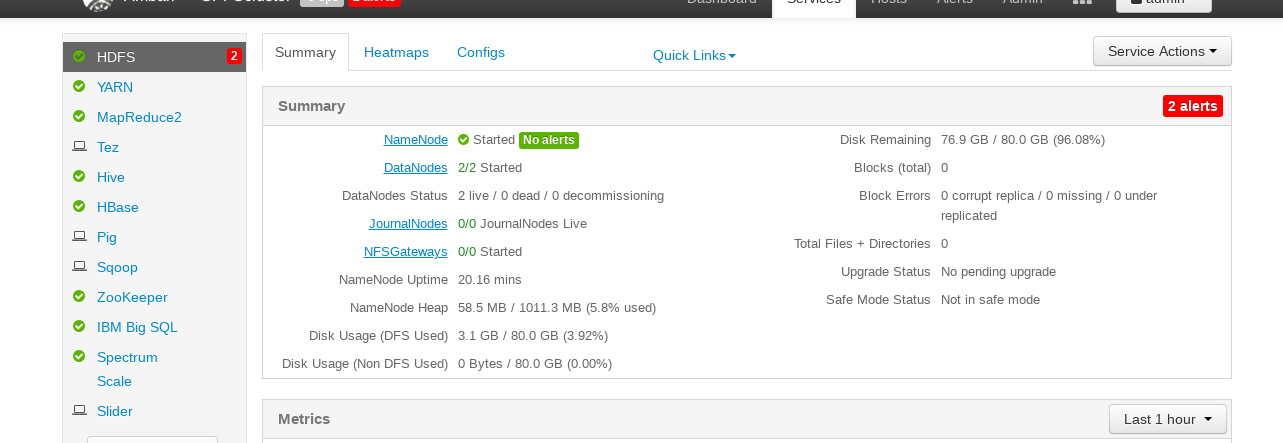 Dashboard Services Hosts Alerts Admin admin
HDFS 2
YARN
MapReduce2
Tez
Hive
HBase
Pig
Sqoop
ZooKeeper
IBM Big SQL
Spectrum
Scale
Slider
Summary Heatmaps Configs Quick Links Service Actions
Summary 2 alerts
NameNode Started No alerts
DataNodes 2/2 Started
DataNodes Status 2 live / 0 dead / 0 decommissioning
JournalNodes 0/0 JournalNodes Live
NFSGateways 0/0 Started
NameNode Uptime 20.16 mins
NameNode Heap 58.5 MB / 1011.3 MB (5.8% used)
Disk Usage (DFS Used) 3.1 GB / 80.0 GB (3.92%)
Disk Usage (Non DFS Used) 0 Bytes / 80.0 GB (0.00%)
Disk Remaining 76.9 GB / 80.0 GB (96.08%)
Blocks (total) 0
Block Errors 0 corrupt replica / 0 missing / 0 under
replicated
Total Files + Directories 0
Upgrade Status No pending upgrade
Safe Mode Status Not in safe mode
Metrics Last 1 hour